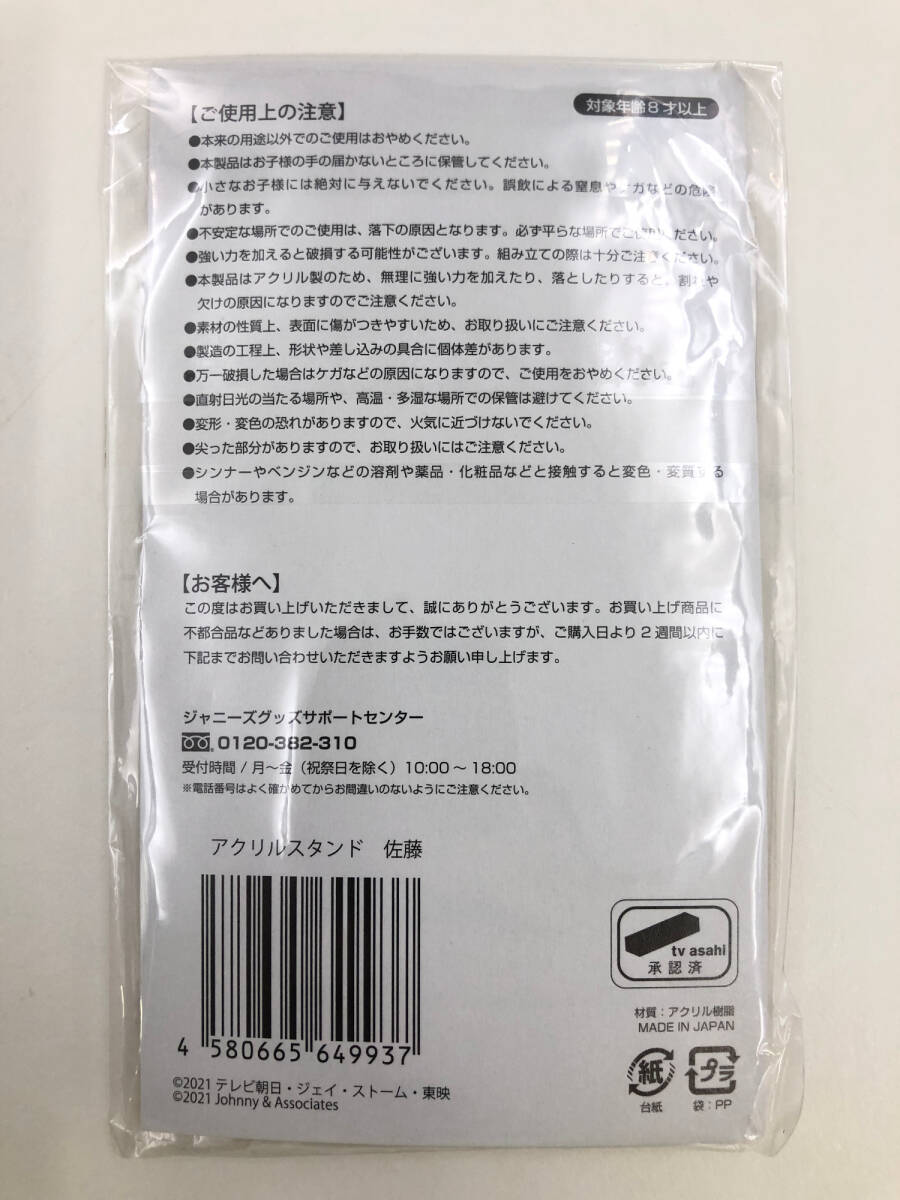 【ご使用上の注意】
対象年齢8才以上
●本来の用途以外でのご使用はおやめください。
●本製品はお子様の手の届かないところに保管してください。
●小さなお子様には絶対に与えないでください。誤飲による窒息やケガなどの危険
があります。
●不安定な場所でのご使用は、落下の原因となります。必ず平らな場所でご使用ください。
●強い力を加えると破損する可能性がございます。組み立ての際は十分ご注意ください。
●本製品はアクリル製のため、無理に強い力を加えたり、落としたりすると、割れや
欠けの原因になりますのでご注意ください。
●素材の性質上、表面に傷がつきやすいため、お取り扱いにご注意ください。
●製造の工程上、形状や差し込みの具合に個体差があります。
●万一破損した場合はケガなどの原因になりますので、ご使用をおやめください。
●直射日光の当たる場所や、高温・多湿な場所での保管は避けてください。
●変形・変色の恐れがありますので、火気に近づけないでください。
●尖った部分がありますので、お取り扱いにはご注意ください。
●シンナーやベンジンなどの溶剤や薬品・化粧品などと接触すると変色・変質する
場合があります。
【お客様へ】
この度はお買い上げいただきまして、誠にありがとうございます。お買い上げ商品に
不都合品などありました場合は、お手数ではございますが、ご購入日より2週間以内に
下記までお問い合わせいただきますようお願い申し上げます。
ジャニーズグッズサポートセンター
0120-382-310
受付時間 / 月〜金（祝祭日を除く）10:00 〜 18:00
※電話番号はよく確かめてからお間違いのないようにご注意ください。
アクリルスタンド 佐藤
4 580665 649937
©2021 テレビ朝日・ジェイ・ストーム・東映
©2021 Johnny & Associates
tv asahi
承認済
材質：アクリル樹脂
MADE IN JAPAN
紙
台紙
プラ
袋：PP